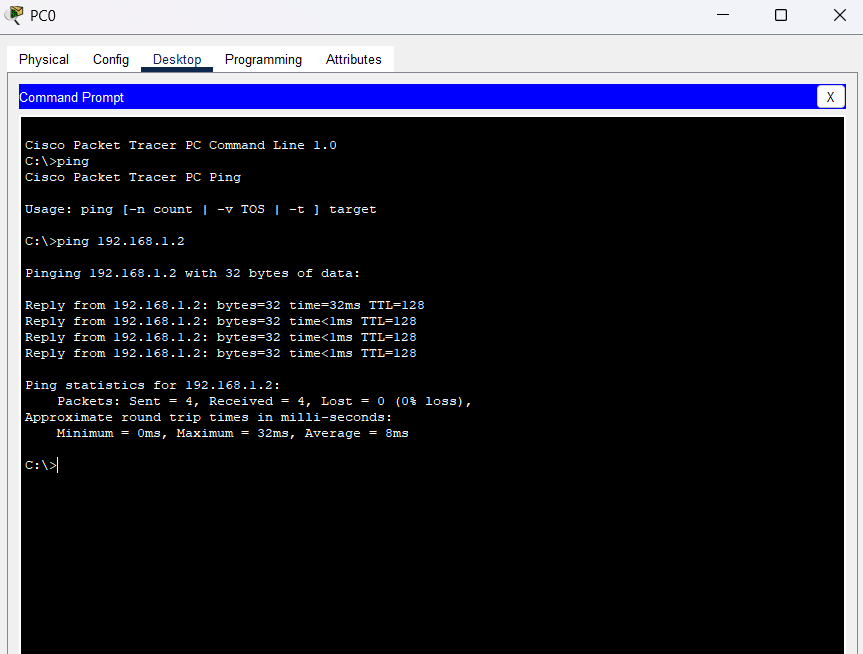 PC0
Physical Config Desktop Programming Attributes
Command Prompt X
Cisco Packet Tracer PC Command Line 1.0
C:\>ping
Cisco Packet Tracer PC Ping
Usage: ping [-n count | -v TOS | -t ] target
C:\>ping 192.168.1.2
Pinging 192.168.1.2 with 32 bytes of data:
Reply from 192.168.1.2: bytes=32 time=32ms TTL=128
Reply from 192.168.1.2: bytes=32 time<1ms TTL=128
Reply from 192.168.1.2: bytes=32 time<1ms TTL=128
Reply from 192.168.1.2: bytes=32 time<1ms TTL=128
Ping statistics for 192.168.1.2:
Packets: Sent = 4, Received = 4, Lost = 0 (0% loss),
Approximate round trip times in milli-seconds:
Minimum = 0ms, Maximum = 32ms, Average = 8ms
C:\>